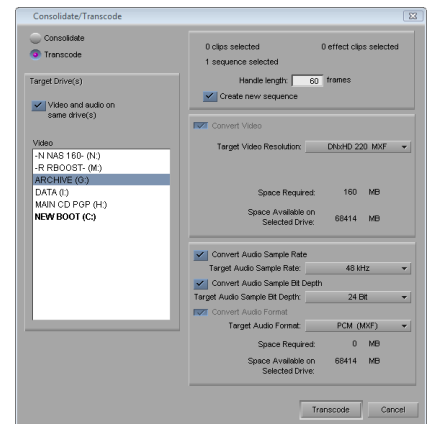 Consolidate/Transcode
Consolidate
Transcode
Target Drive(s)
Video and audio on
same drive(s)
Video
-N NAS 160- (N:)
-R RBOOST- (M:)
ARCHIVE (G:)
DATA (I:)
MAIN CD PGP (H:)
NEW BOOT (C:)
0 clips selected 0 effect clips selected
1 sequence selected
Handle length: 60 frames
Create new sequence
Convert Video
Target Video Resolution: DNxHD 220 MXF
Space Required: 160 MB
Space Available on
Selected Drive: 68414 MB
Convert Audio Sample Rate
Target Audio Sample Rate: 48 kHz
Convert Audio Sample Bit Depth
Target Audio Sample Bit Depth: 24 Bit
Convert Audio Format
Target Audio Format: PCM (MXF)
Space Required: 0 MB
Space Available on
Selected Drive: 68414 MB
Transcode Cancel